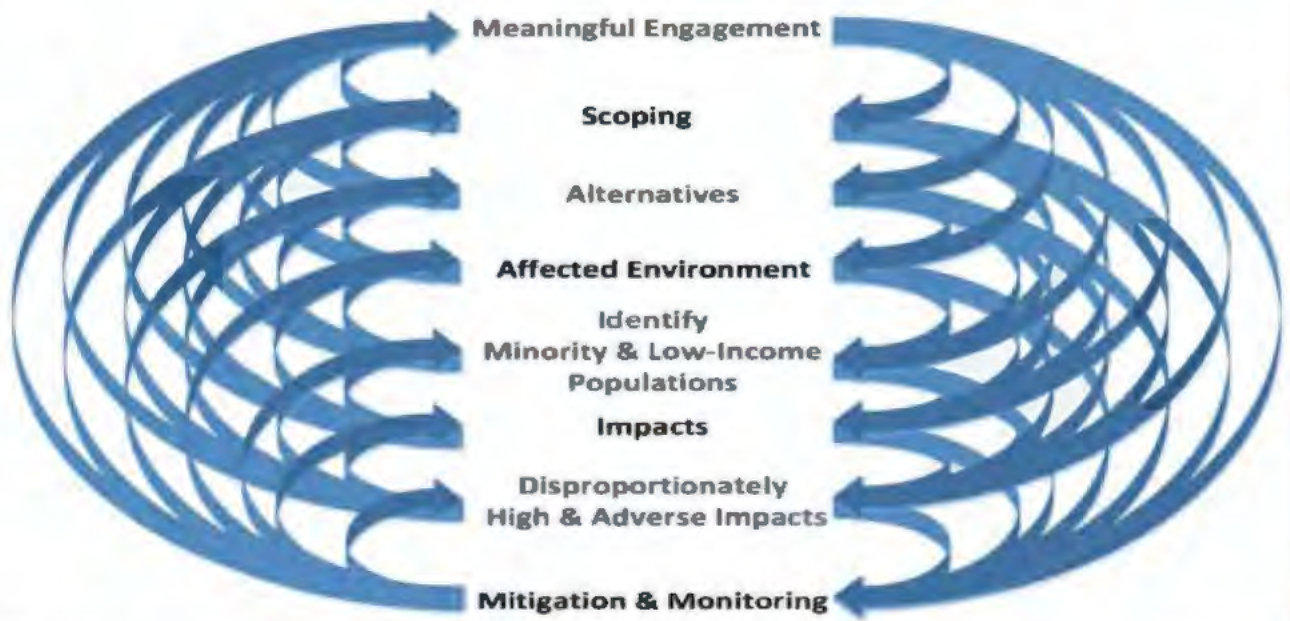 Meaningful Engagement
Scoping
Alternatives
Affected Environment
Identify
Minority & Low-Income
Populations
Impacts
Disproportionately
High & Adverse Impacts
Mitigation & Monitoring